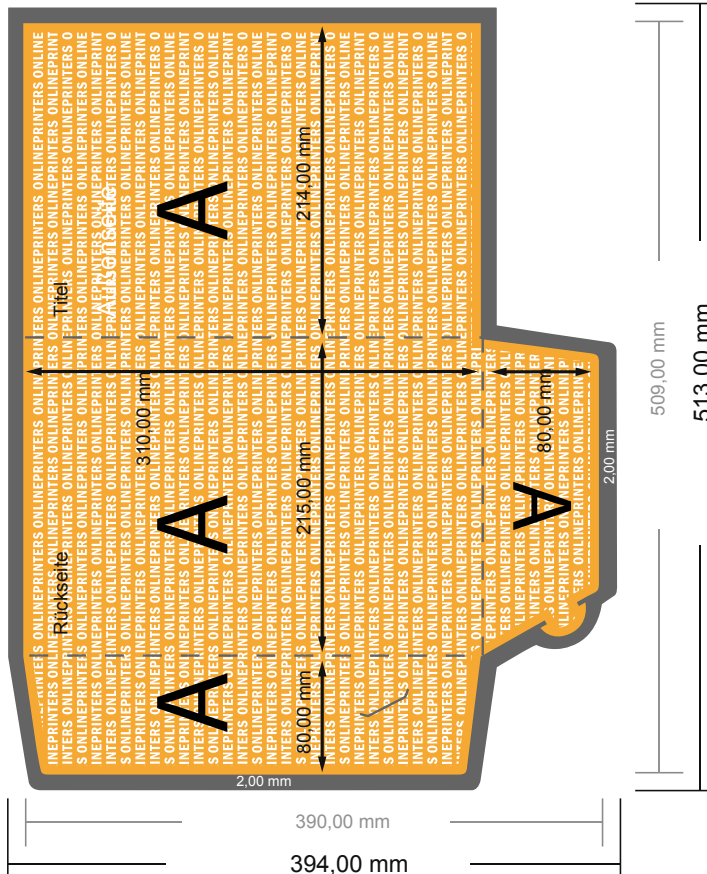 ONLINEPRINTERS ONLINEPRINTERS ONLINEPRINTERS
Außenseite
Titel
A
214,00 mm
310,00 mm
80,00 mm
509,00 mm
513,00 mm
2,00 mm
Rückseite
A
215,00 mm
A
A
80,00 mm
2,00 mm
390,00 mm
394,00 mm